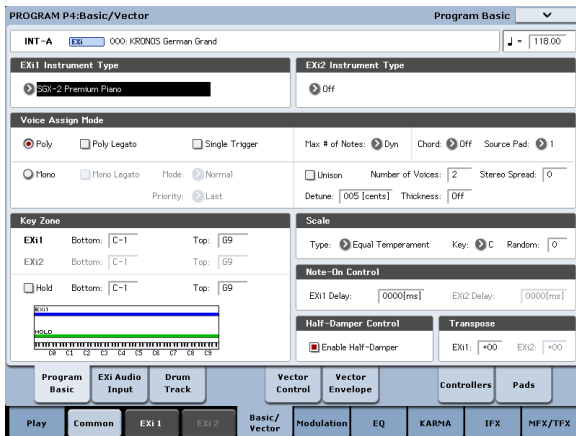 PROGRAM P4:Basic/Vector Program Basic
INT-A EXi 000: KRONOS German Grand ♩ = 118.00
EXi1 Instrument Type EXi2 Instrument Type
SGX-2 Premium Piano Off
Voice Assign Mode
Poly Poly Legato Single Trigger Max # of Notes: Dyn Chord: Off Source Pad: 1
Mono Mono Legato Mode: Normal Unison Number of Voices: 2 Stereo Spread: 0
Priority: Last Detune: 005 [cents] Thickness: Off
Key Zone Scale
EXi1 Bottom: C-1 Top: G9 Type: Equal Temperament Key: C Random: 0
EXi2 Bottom: C-1 Top: G9 Note-On Control
Hold Bottom: C-1 Top: G9 EXi1 Delay: 0000[ms] EXi2 Delay: 0000[ms]
EXi1
HOLD
C0 C1 C2 C3 C4 C5 C6 C7 C8 C9
Half-Damper Control Transpose
Enable Half-Damper EXi1: +00 EXi2: +00
Program Basic EXi Audio Input Drum Track Vector Control Vector Envelope Controllers Pads
Play Common EXi 1 EXi 2 Basic/Vector Modulation EQ KARMA IFX MFX/TFX